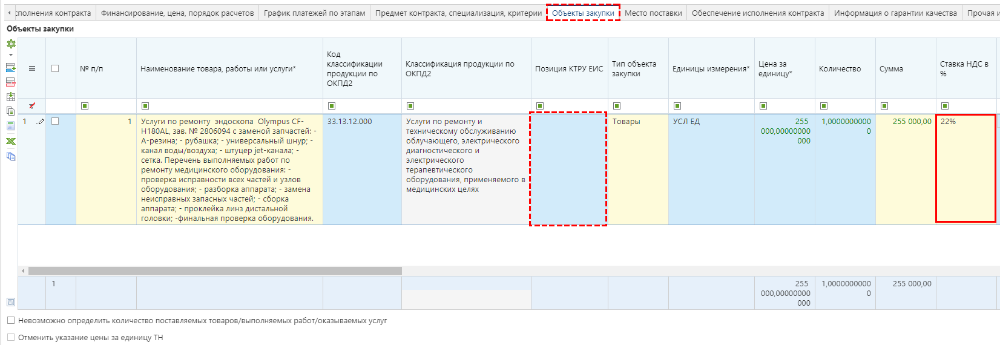 сполнения контракта
Финансирование, цена, порядок расчетов
График платежей по этапам
Предмет контракта, специализация, критерии
Объекты закупки
Место поставки
Обеспечение исполнения контракта
Информация о гарантии качества
Прочая и
Объекты закупки
№ п/п
Наименование товара, работы или услуги*
Код
классификации
продукции по
ОКПД2
Классификация продукции по
ОКПД2
Позиция КТРУ ЕИС
Тип объекта
закупки
Единицы измерения*
Цена за
единицу*
Количество
Сумма
Ставка НДС в
%
1
1
Услуги по ремонту  эндоскопа  Olympus CF-
H180AL, зав. № 2806094 с заменой запчастей: -
А-резина; - рубашка; - универсальный шнур; -
канал воды/воздуха; - штуцер jet-канала; -
сетка. Перечень выполняемых работ по
ремонту медицинского оборудования: -
проверка исправности всех частей и узлов
оборудования; - разборка аппарата; - замена
неисправных запасных частей; - сборка
аппарата; - проклейка линз дистальной
головки; -финальная проверка оборудования.
33.13.12.000
Услуги по ремонту и
техническому обслуживанию
облучающего, электрического
диагностического и
электрического
терапевтического
оборудования, применяемого в
медицинских целях
Товары
УСЛ ЕД
255
000,00000000
000
1,0000000000
0
255 000,00
22%
1
255
000,00000000
000
1,0000000000
0
255 000,00
Невозможно определить количество поставляемых товаров/выполняемых работ/оказываемых услуг
Отменить указание цены за единицу ТН